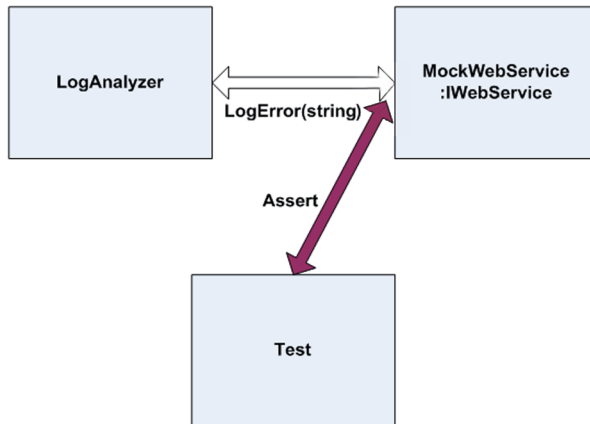 LogAnalyzer
MockWebService
:IWebService
LogError(string)
Assert
Test